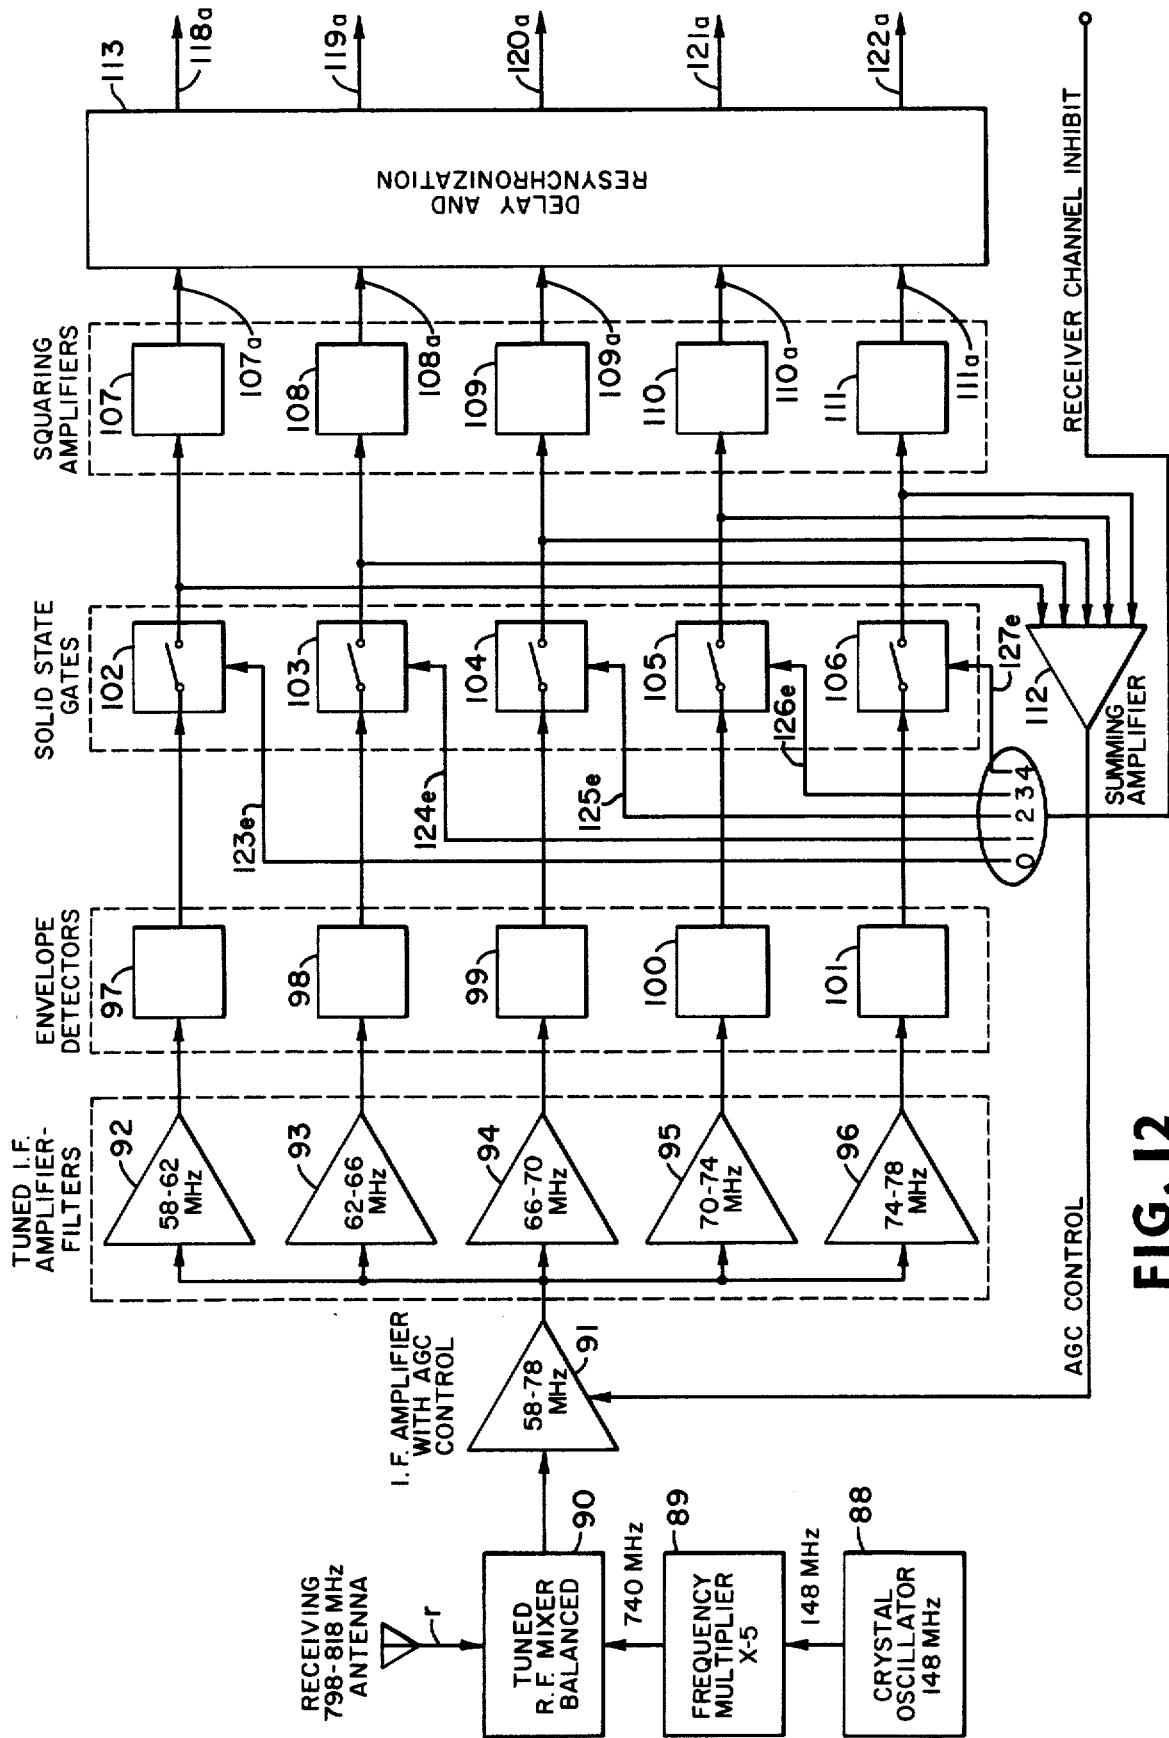 RECEIVING
798-818 MHz
ANTENNA
r
TUNED
R.F. MIXER
BALANCED
90
740 MHz
FREQUENCY
MULTIPLIER
X-5
89
148 MHz
CRYSTAL
OSCILLATOR
148 MHz
88
I.F. AMPLIFIER
WITH AGC
CONTROL
58-78
MHz
91
AGC CONTROL
TUNED I.F.
AMPLIFIER-
FILTERS
92
58-62
MHz
93
62-66
MHz
94
66-70
MHz
95
70-74
MHz
96
74-78
MHz
ENVELOPE
DETECTORS
97
98
99
100
101
123e
124e
125e
126e
127e
0 1 2 3 4
SOLID STATE
GATES
102
103
104
105
106
112
SUMMING
AMPLIFIER
SQUARING
AMPLIFIERS
107
107a
108
108a
109
109a
110
110a
111
111a
RECEIVER CHANNEL INHIBIT
113
DELAY AND
RESYNCHRONIZATION
118a
119a
120a
121a
122a
FIG. 12